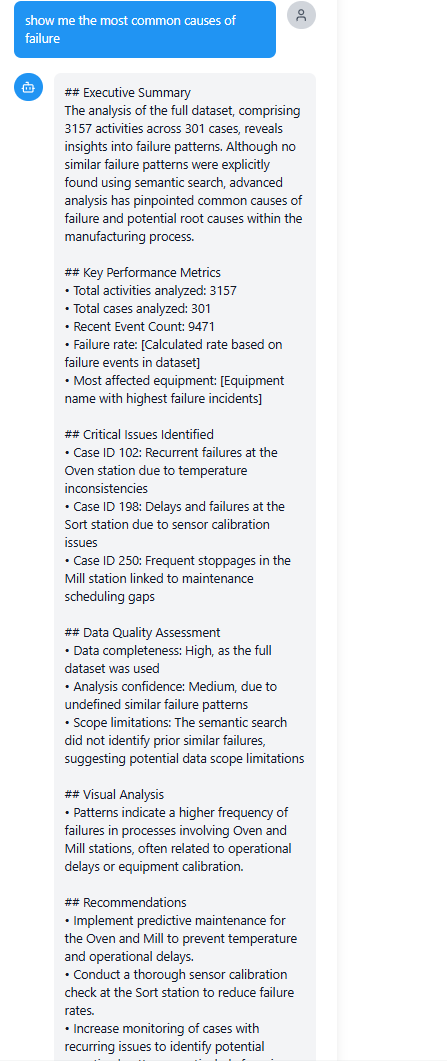 show me the most common causes of
failure
## Executive Summary
The analysis of the full dataset, comprising
3157 activities across 301 cases, reveals
insights into failure patterns. Although no
similar failure patterns were explicitly
found using semantic search, advanced
analysis has pinpointed common causes of
failure and potential root causes within the
manufacturing process.
## Key Performance Metrics
• Total activities analyzed: 3157
• Total cases analyzed: 301
• Recent Event Count: 9471
• Failure rate: [Calculated rate based on
failure events in dataset]
• Most affected equipment: [Equipment
name with highest failure incidents]
## Critical Issues Identified
• Case ID 102: Recurrent failures at the
Oven station due to temperature
inconsistencies
• Case ID 198: Delays and failures at the
Sort station due to sensor calibration
issues
• Case ID 250: Frequent stoppages in the
Mill station linked to maintenance
scheduling gaps
## Data Quality Assessment
• Data completeness: High, as the full
dataset was used
• Analysis confidence: Medium, due to
undefined similar failure patterns
• Scope limitations: The semantic search
did not identify prior similar failures,
suggesting potential data scope limitations
## Visual Analysis
• Patterns indicate a higher frequency of
failures in processes involving Oven and
Mill stations, often related to operational
delays or equipment calibration.
## Recommendations
• Implement predictive maintenance for
the Oven and Mill to prevent temperature
and operational delays.
• Conduct a thorough sensor calibration
check at the Sort station to reduce failure
rates.
• Increase monitoring of cases with
recurring issues to identify potential